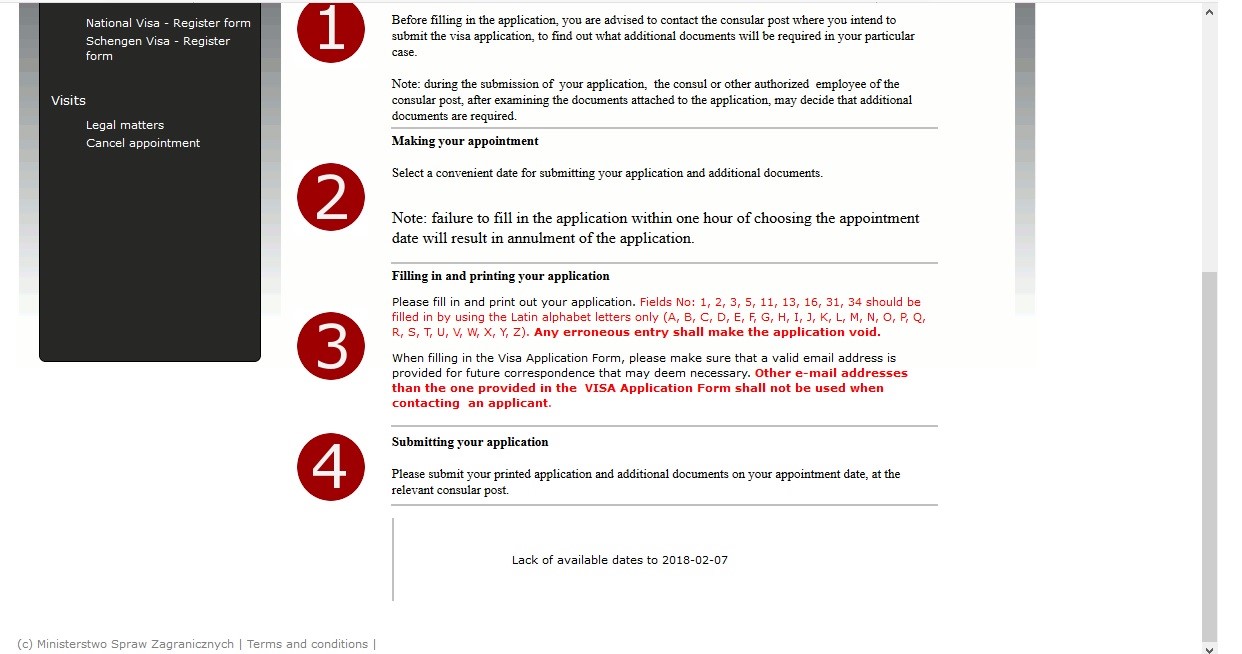 National Visa - Register form
Schengen Visa - Register
form
Visits
Legal matters
Cancel appointment
1
Before filling in the application, you are advised to contact the consular post where you intend to
submit the visa application, to find out what additional documents will be required in your particular
case.
Note: during the submission of  your application,  the consul or other authorized  employee of the
consular post, after examining the documents attached to the application, may decide that additional
documents are required.
Making your appointment
2
Select a convenient date for submitting your application and additional documents.
Note: failure to fill in the application within one hour of choosing the appointment
date will result in annulment of the application.
Filling in and printing your application
3
Please fill in and print out your application. Fields No: 1, 2, 3, 5, 11, 13, 16, 31, 34 should be
filled in by using the Latin alphabet letters only (A, B, C, D, E, F, G, H, I, J, K, L, M, N, O, P, Q,
R, S, T, U, V, W, X, Y, Z). Any erroneous entry shall make the application void.
When filling in the Visa Application Form, please make sure that a valid email address is
provided for future correspondence that may deem necessary. Other e-mail addresses
than the one provided in the  VISA Application Form shall not be used when
contacting  an applicant.
4
Submitting your application
Please submit your printed application and additional documents on your appointment date, at the
relevant consular post.
Lack of available dates to 2018-02-07
(c) Ministerstwo Spraw Zagranicznych | Terms and conditions |